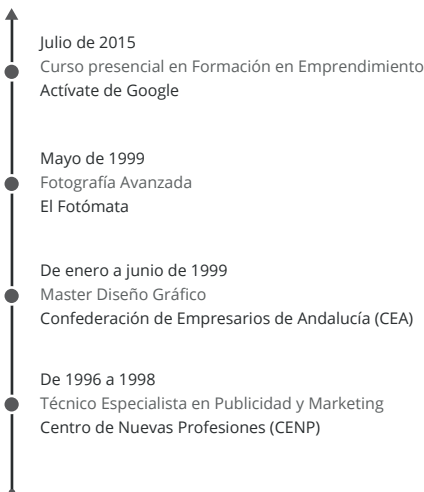 Julio de 2015
Curso presencial en Formación en Emprendimiento
Actívate de Google
Mayo de 1999
Fotografía Avanzada
El Fotómata
De enero a junio de 1999
Master Diseño Gráfico
Confederación de Empresarios de Andalucía (CEA)
De 1996 a 1998
Técnico Especialista en Publicidad y Marketing
Centro de Nuevas Profesiones (CENP)